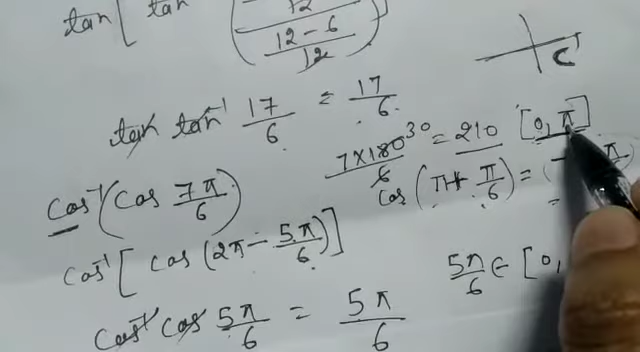 tan [ tan ( 12 / (12 - 6)/12 ) ]
tan tan⁻¹ 17/6 = 17/6
7×180/6 30 = 210 [0, π]
cos⁻¹ (cos 7π/6) cos (π + π/6) =
cos⁻¹ [ cos (2π - 5π/6) ]
5π/6 ∈ [0,
cos⁻¹ cos 5π/6 = 5π/6